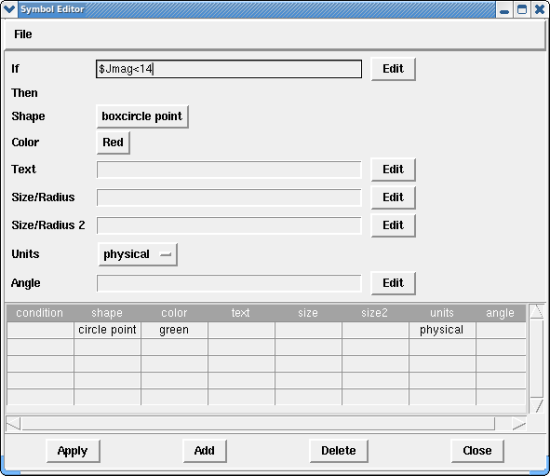 Symbol Editor
File
If $Jmag<14 Edit
Then
Shape boxcircle point
Color Red
Text Edit
Size/Radius Edit
Size/Radius 2 Edit
Units physical
Angle Edit
condition shape color text size size2 units angle
circle point green physical
Apply Add Delete Close